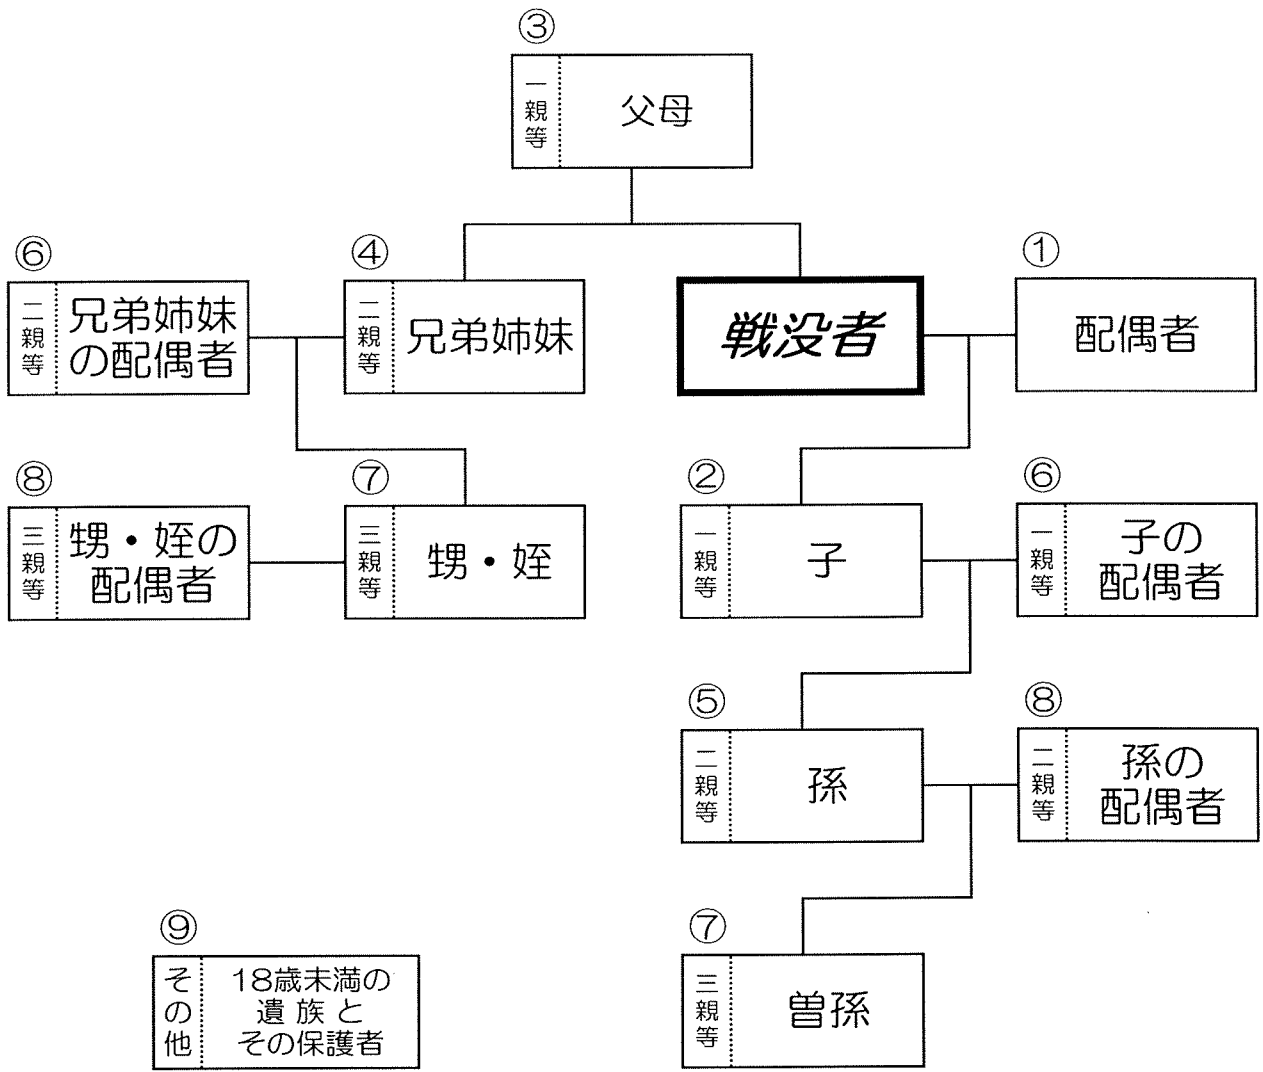 ③
一親等
父母
⑥
二親等
兄弟姉妹
の配偶者
④
二親等
兄弟姉妹
戦没者
①
配偶者
⑧
三親等
甥・姪の
配偶者
⑦
三親等
甥・姪
②
一親等
子
⑥
一親等
子の
配偶者
⑤
二親等
孫
⑧
二親等
孫の
配偶者
⑨
その他
18歳未満の
遺族と
その保護者
⑦
三親等
曽孫